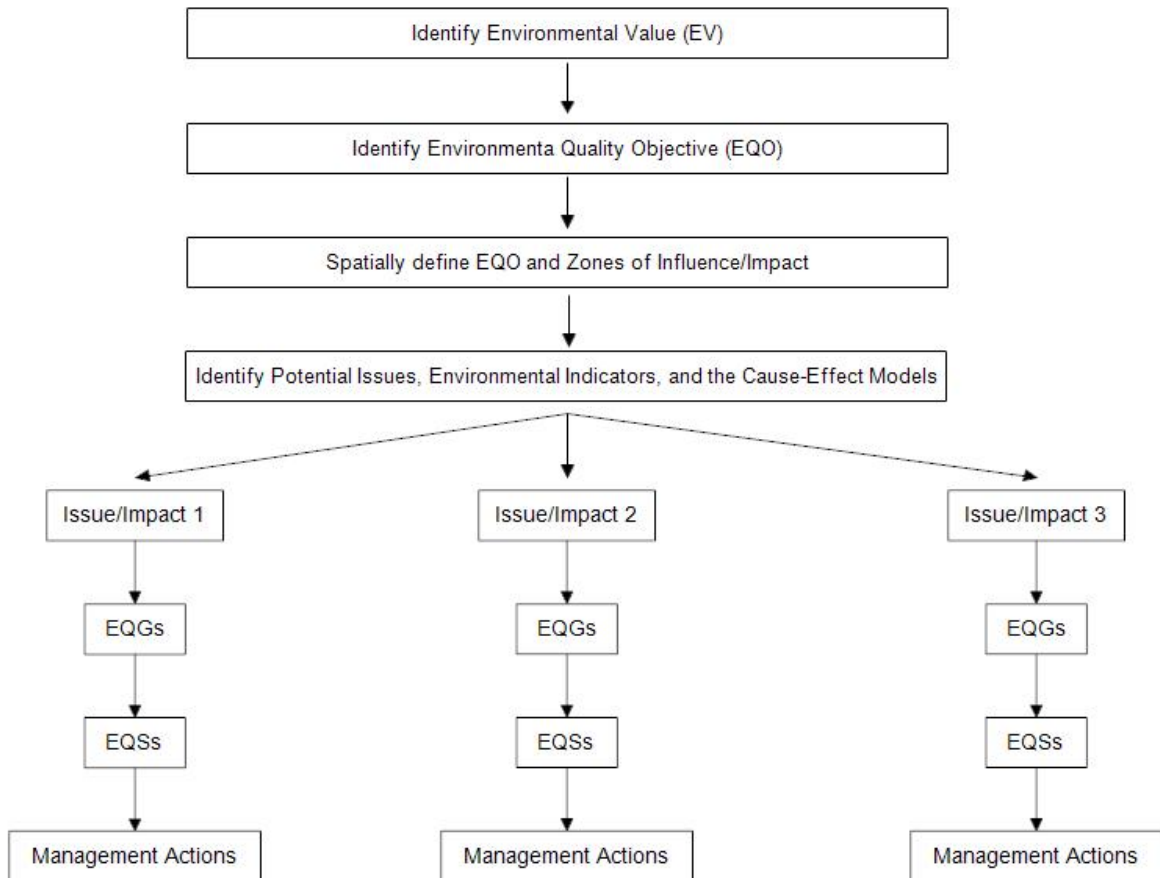 Identify Environmental Value (EV)
Identify Environmenta Quality Objective (EQO)
Spatially define EQO and Zones of Influence/Impact
Identify Potential Issues, Environmental Indicators, and the Cause-Effect Models
Issue/Impact 1
Issue/Impact 2
Issue/Impact 3
EQGs
EQGs
EQGs
EQSs
EQSs
EQSs
Management Actions
Management Actions
Management Actions